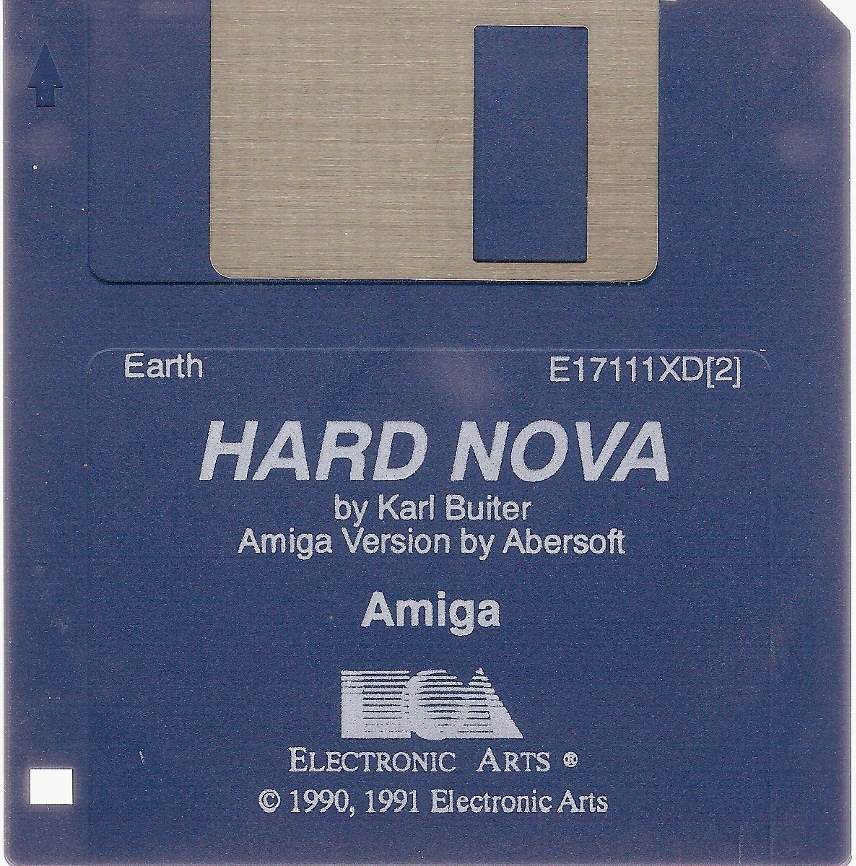 Earth E17111XD[2]
HARD NOVA
by Karl Buiter
Amiga Version by Abersoft
Amiga
EA
ELECTRONIC ARTS ®
© 1990, 1991 Electronic Arts